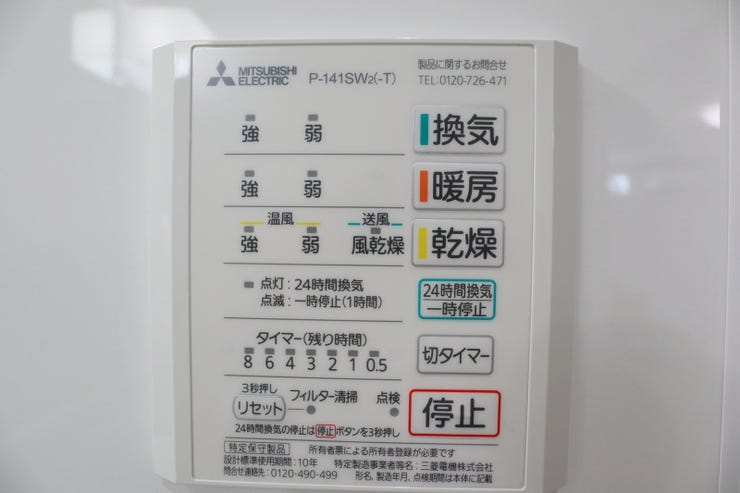 MITSUBISHI ELECTRIC P-141SW2(-T)
製品に関するお問合せ
TEL:0120-726-471
強 弱 換気
強 弱 暖房
温風 送風
強 弱 風乾燥 乾燥
点灯:24時間換気
点滅:一時停止(1時間)
24時間換気
一時停止
タイマー(残り時間)
8 6 4 3 2 1 0.5
切タイマー
3秒押し
リセット フィルター清掃 点検
停止
24時間換気の停止は停止ボタンを3秒押し
特定保守製品 所有者票による所有者登録が必要です
設計標準使用期間:10年 特定製造事業者等名:三菱電機株式会社
問合せ連絡先:0120-490-499 形名、製造年月、点検期間は本体に記載